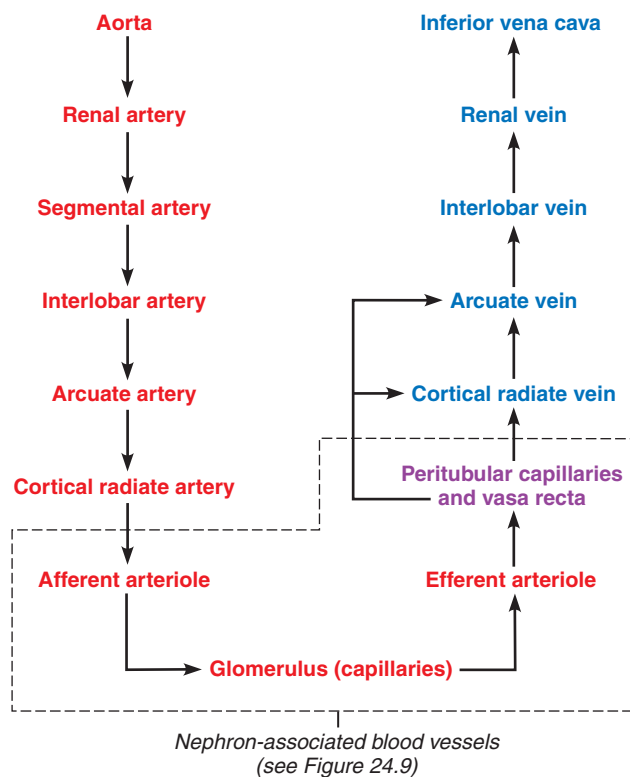 Aorta
Renal artery
Segmental artery
Interlobar artery
Arcuate artery
Cortical radiate artery
Afferent arteriole
Glomerulus (capillaries)
Efferent arteriole
Peritubular capillaries
and vasa recta
Cortical radiate vein
Arcuate vein
Interlobar vein
Renal vein
Inferior vena cava
Nephron-associated blood vessels
(see Figure 24.9)